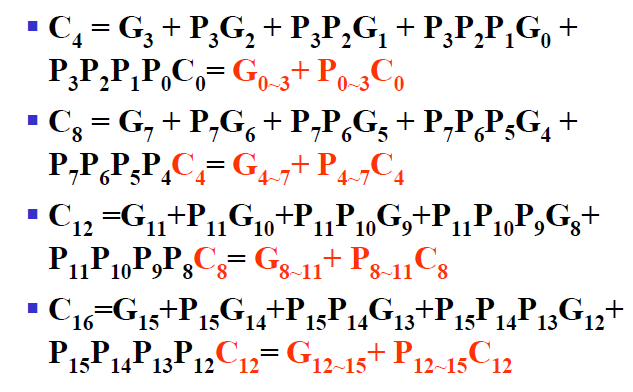 ▪ C₄ = G₃ + P₃G₂ + P₃P₂G₁ + P₃P₂P₁G₀ +
P₃P₂P₁P₀C₀= G₀~₃+ P₀~₃C₀
▪ C₈ = G₇ + P₇G₆ + P₇P₆G₅ + P₇P₆P₅G₄ +
P₇P₆P₅P₄C₄= G₄~₇+ P₄~₇C₄
▪ C₁₂ =G₁₁+P₁₁G₁₀+P₁₁P₁₀G₉+P₁₁P₁₀P₉G₈+
P₁₁P₁₀P₉P₈C₈= G₈~₁₁+ P₈~₁₁C₈
▪ C₁₆=G₁₅+P₁₅G₁₄+P₁₅P₁₄G₁₃+P₁₅P₁₄P₁₃G₁₂+
P₁₅P₁₄P₁₃P₁₂C₁₂= G₁₂~₁₅+ P₁₂~₁₅C₁₂